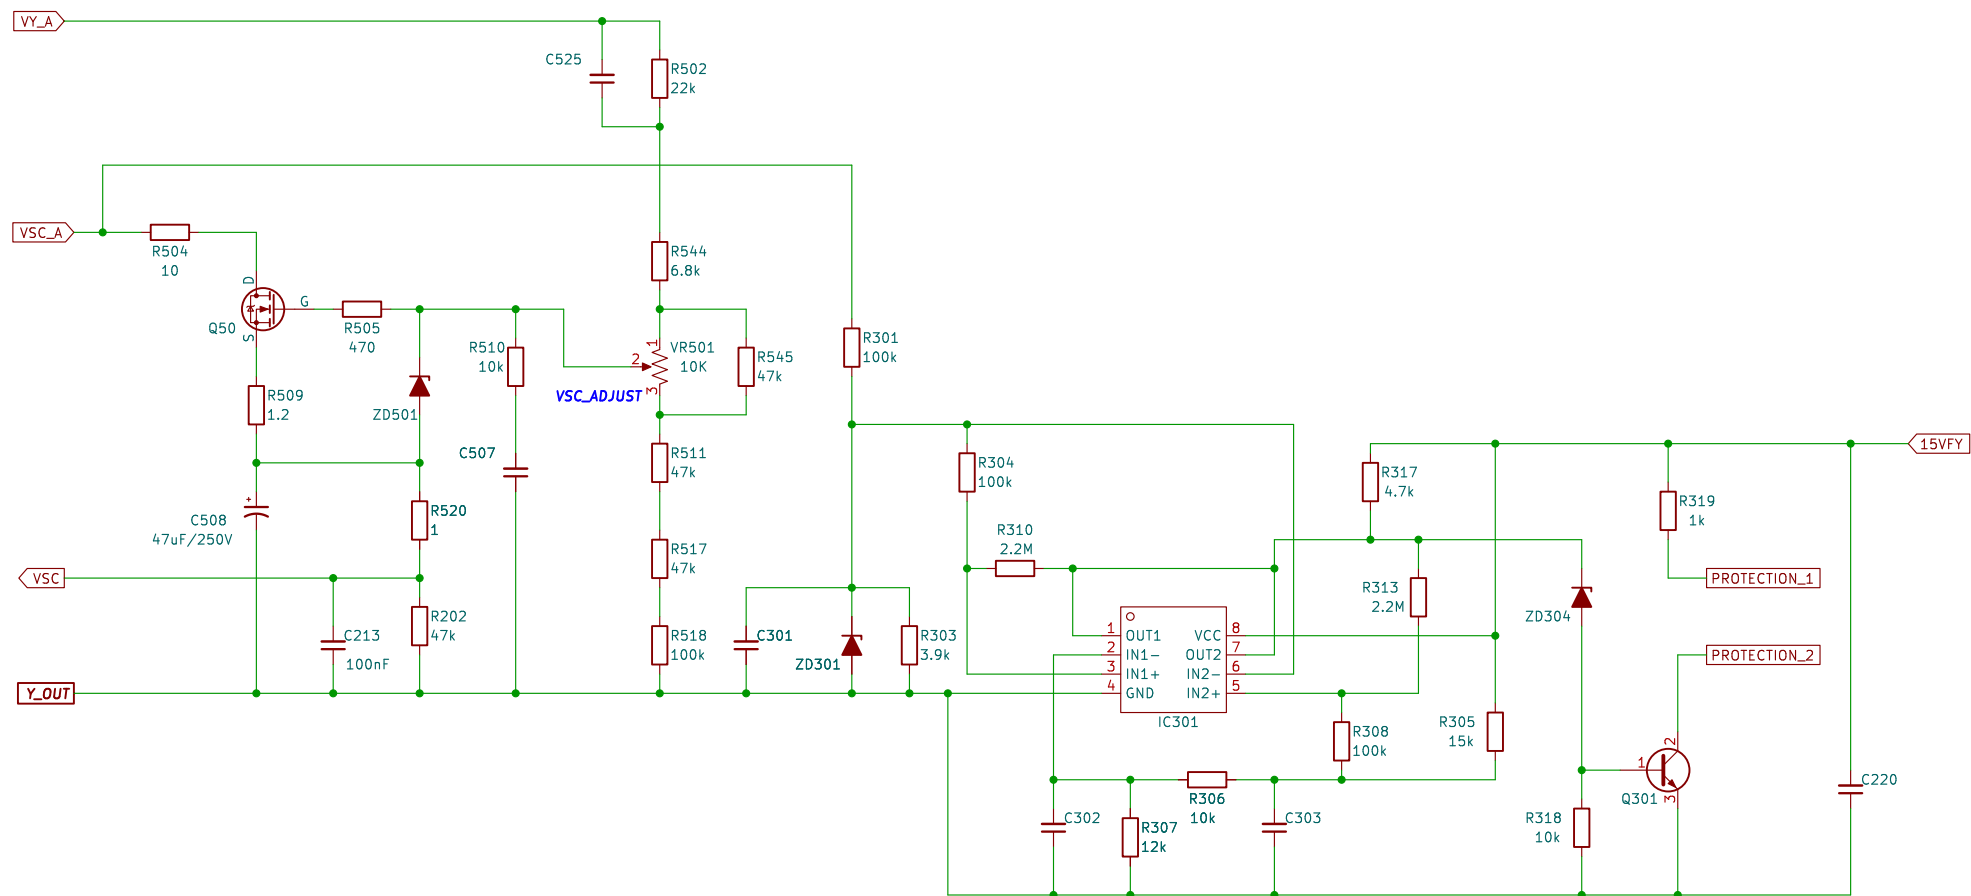 VY_A
C525
R502
22k
VSC_A
R504
10
D
G
S
Q50
R505
470
R544
6.8k
R510
10k
2
1
3
VR501
10K
VSC_ADJUST
R545
47k
R301
100k
R509
1.2
ZD501
C507
R511
47k
R304
100k
R317
4.7k
15VFY
+
C508
47uF/250V
R520
1
R319
1k
R517
47k
R310
2.2M
VSC
PROTECTION_1
R313
2.2M
ZD304
C213
100nF
R202
47k
R518
100k
C301
ZD301
R303
3.9k
1 OUT1 VCC 8
2 IN1- OUT2 7
3 IN1+ IN2- 6
4 GND IN2+ 5
IC301
PROTECTION_2
Y_OUT
R308
100k
R305
15k
1
2
3
Q301
C220
R306
10k
C302
R307
12k
C303
R318
10k